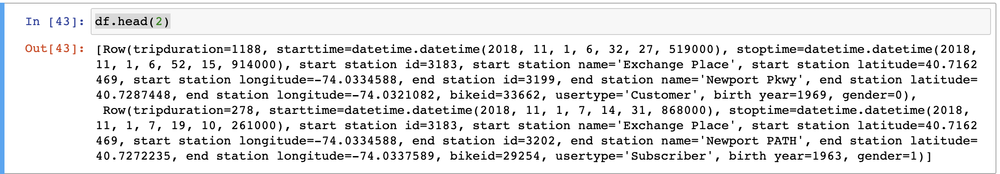 In [43]: df.head(2)
Out[43]: [Row(tripduration=1188, starttime=datetime.datetime(2018, 11, 1, 6, 32, 27, 519000), stoptime=datetime.datetime(2018,
11, 1, 6, 52, 15, 914000), start station id=3183, start station name='Exchange Place', start station latitude=40.7162
469, start station longitude=-74.0334588, end station id=3199, end station name='Newport Pkwy', end station latitude=
40.7287448, end station longitude=-74.0321082, bikeid=33662, usertype='Customer', birth year=1969, gender=0),
Row(tripduration=278, starttime=datetime.datetime(2018, 11, 1, 7, 14, 31, 868000), stoptime=datetime.datetime(2018,
11, 1, 7, 19, 10, 261000), start station id=3183, start station name='Exchange Place', start station latitude=40.7162
469, start station longitude=-74.0334588, end station id=3202, end station name='Newport PATH', end station latitude=
40.7272235, end station longitude=-74.0337589, bikeid=29254, usertype='Subscriber', birth year=1963, gender=1)]